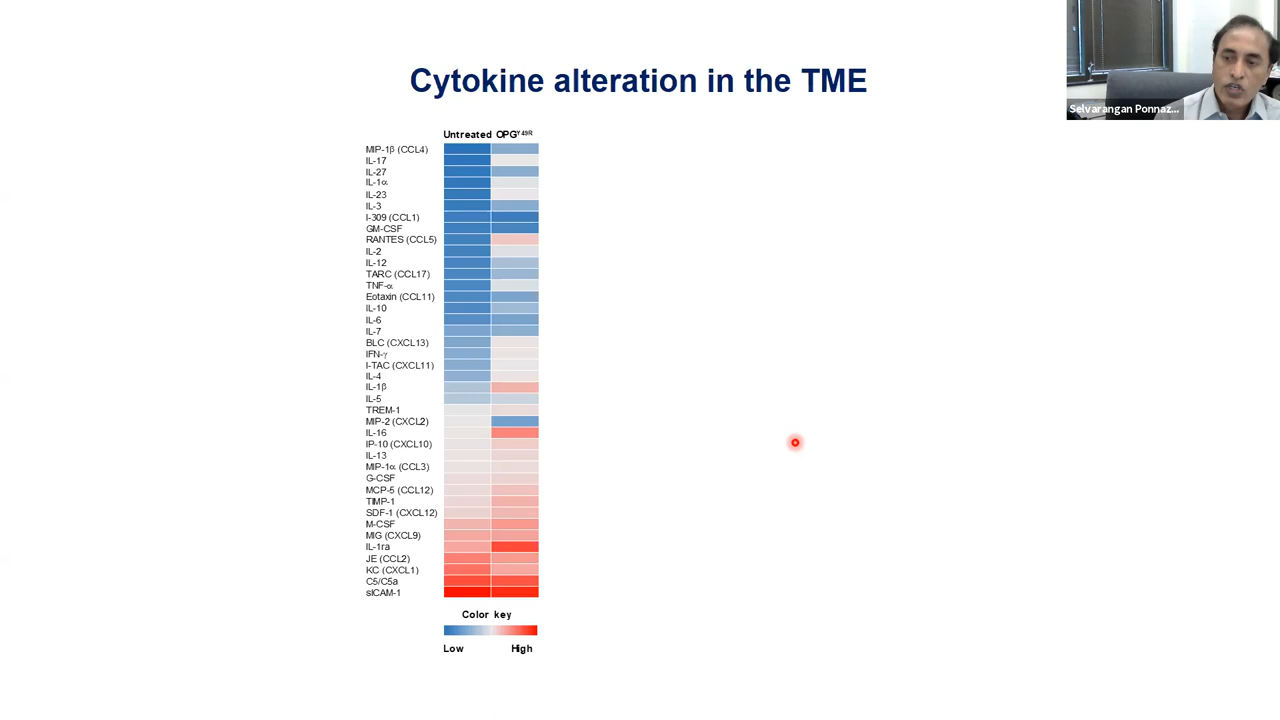 Cytokine alteration in the TME
Selvarangan Ponnaz...
Untreated OPGY49R
MIP-1β (CCL4)
IL-17
IL-27
IL-1α
IL-23
IL-3
I-309 (CCL1)
GM-CSF
RANTES (CCL5)
IL-2
IL-12
TARC (CCL17)
TNF-α
Eotaxin (CCL11)
IL-10
IL-6
IL-7
BLC (CXCL13)
IFN-γ
I-TAC (CXCL11)
IL-4
IL-1β
IL-5
TREM-1
MIP-2 (CXCL2)
IL-16
IP-10 (CXCL10)
IL-13
MIP-1α (CCL3)
G-CSF
MCP-5 (CCL12)
TIMP-1
SDF-1 (CXCL12)
M-CSF
MIG (CXCL9)
IL-1ra
JE (CCL2)
KC (CXCL1)
C5/C5a
sICAM-1
Color key
Low High